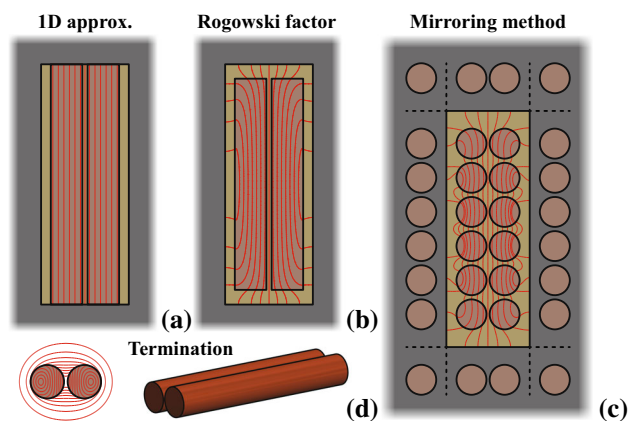 1D approx.
Rogowski factor
Mirroring method
(a)
(b)
Termination
(d)
(c)